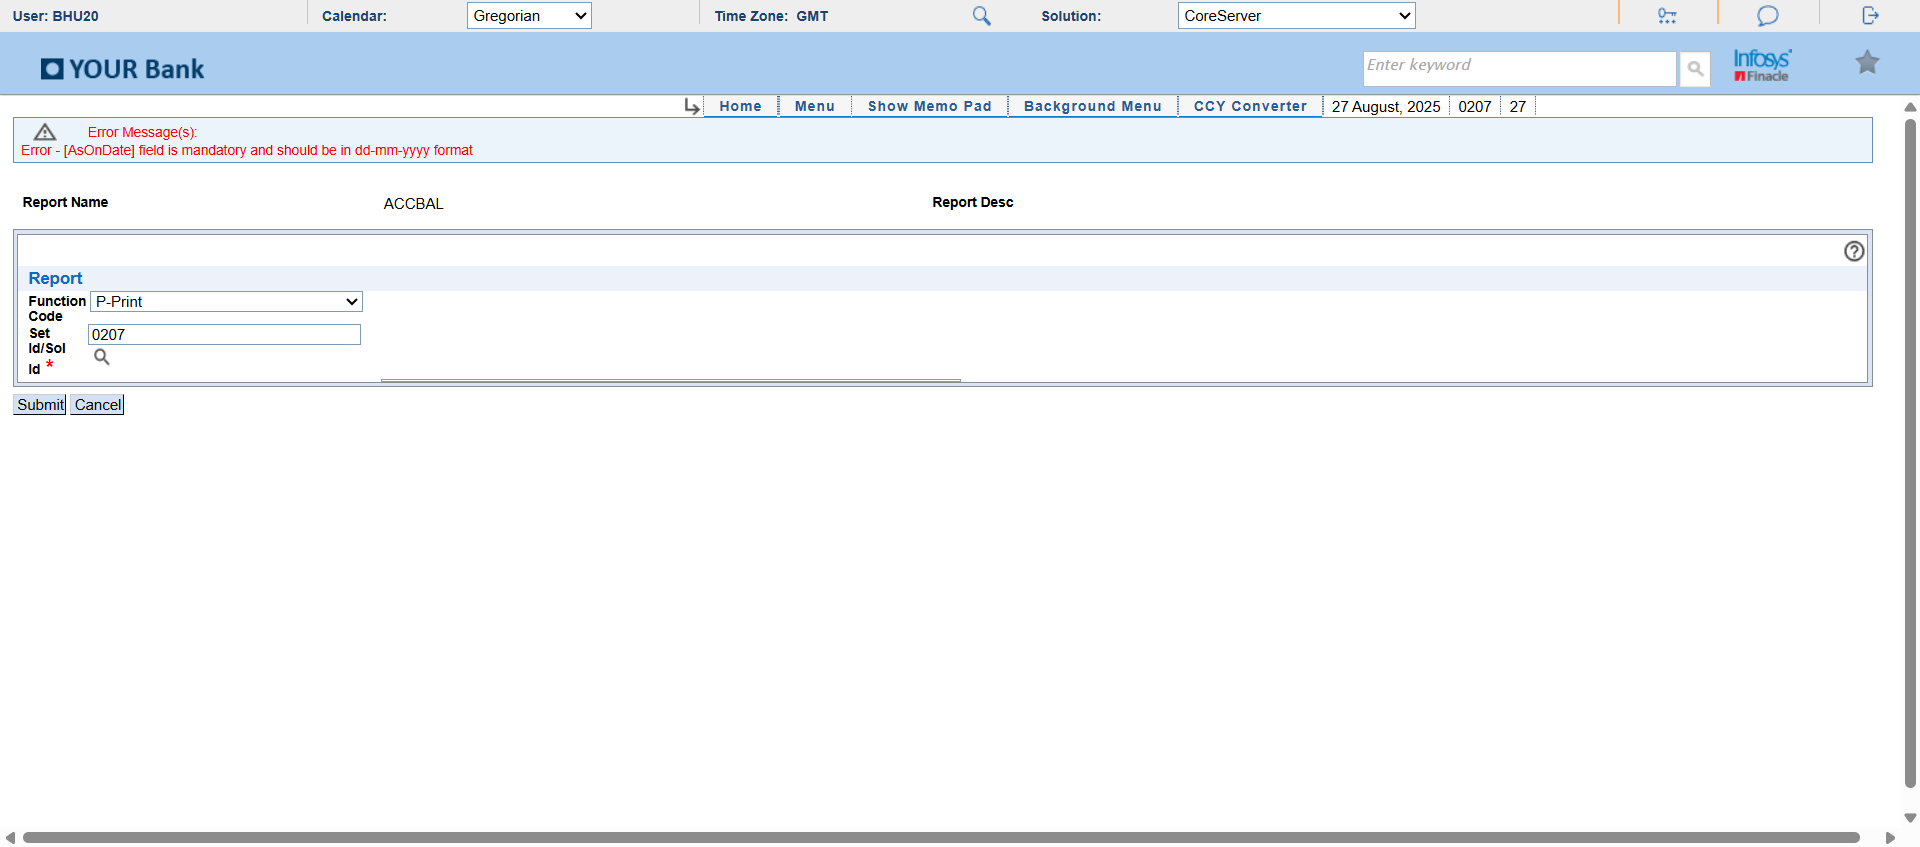 User: BHU20 Calendar: Gregorian Time Zone: GMT Solution: CoreServer
YOUR Bank Enter keyword Infosys Finacle
Home Menu Show Memo Pad Background Menu CCY Converter 27 August, 2025 0207 27
Error Message(s):
Error - [AsOnDate] field is mandatory and should be in dd-mm-yyyy format
Report Name ACCBAL Report Desc
Report
Function Code P-Print
Set Id/Sol Id * 0207
Submit Cancel